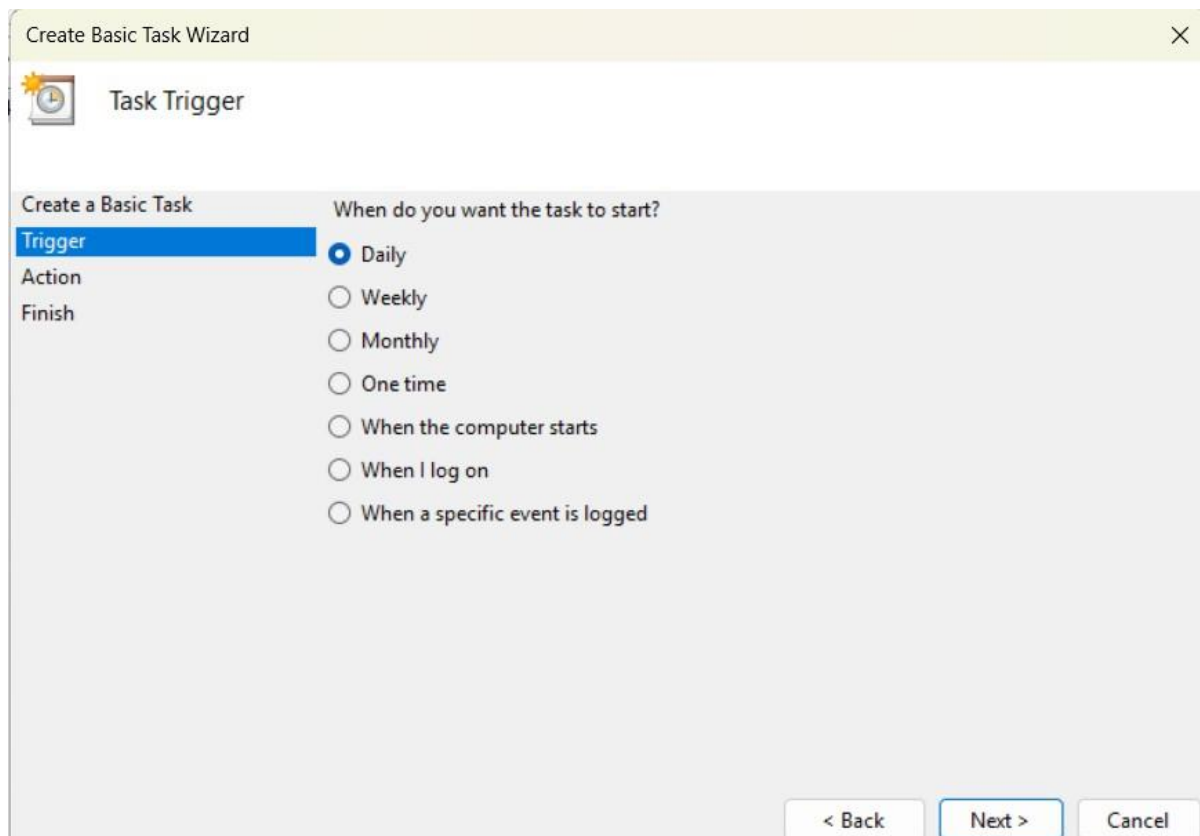 Create Basic Task Wizard
Task Trigger
Create a Basic Task
Trigger
Action
Finish
When do you want the task to start?
Daily
Weekly
Monthly
One time
When the computer starts
When I log on
When a specific event is logged
< Back
Next >
Cancel